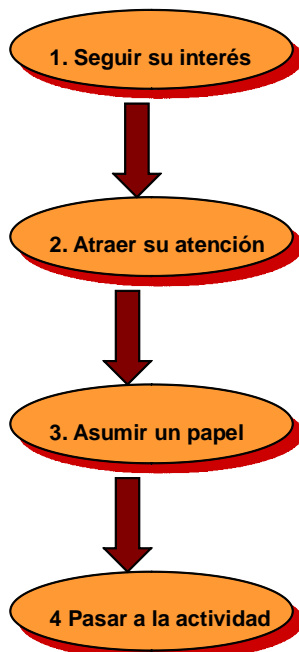 1. Seguir su interés
2. Atraer su atención
3. Asumir un papel
4 Pasar a la actividad